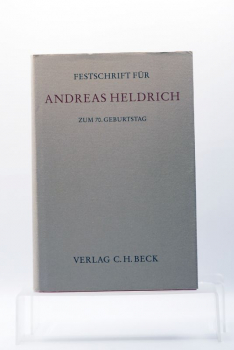 FESTSCHRIFT FÜR
ANDREAS HELDRICH
ZUM 70. GEBURTSTAG
VERLAG C. H. BECK